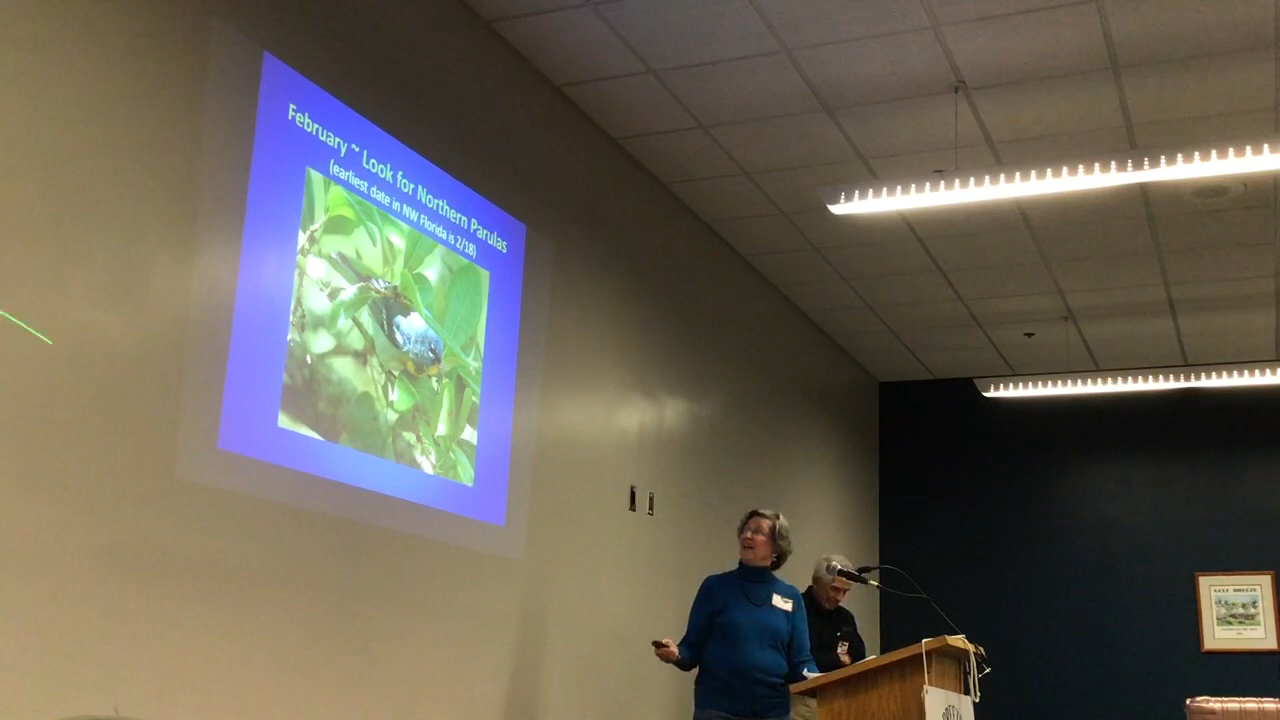 February ~ Look for Northern Parulas
(earliest date in NW Florida is 2/18)
GULF BREEZE